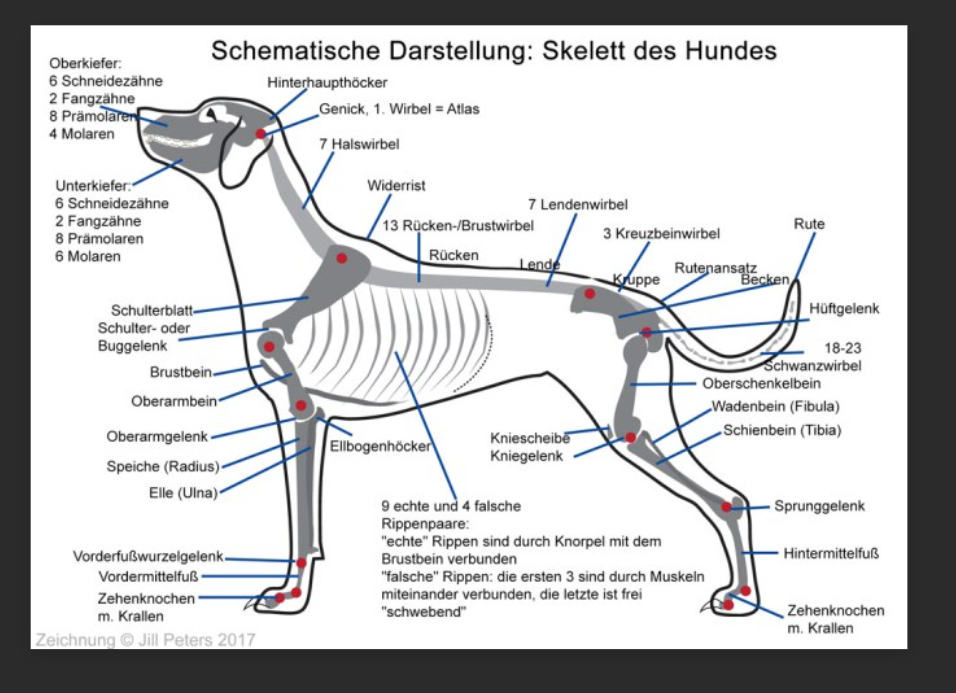 Schematische Darstellung: Skelett des Hundes
Oberkiefer:
6 Schneidezähne
2 Fangzähne
8 Prämolaren
4 Molaren
Hinterhaupthöcker
Genick, 1. Wirbel = Atlas
7 Halswirbel
Unterkiefer:
6 Schneidezähne
2 Fangzähne
8 Prämolaren
6 Molaren
Widerrist
13 Rücken-/Brustwirbel
Rücken
7 Lendenwirbel
Lende
3 Kreuzbeinwirbel
Kruppe
Rutenansatz
Becken
Rute
Hüftgelenk
18-23
Schwanzwirbel
Schulterblatt
Schulter- oder
Buggelenk
Brustbein
Oberarmbein
Oberarmgelenk
Ellbogenhöcker
Speiche (Radius)
Elle (Ulna)
Oberschenkelbein
Wadenbein (Fibula)
Schienbein (Tibia)
Kniescheibe
Kniegelenk
Sprunggelenk
9 echte und 4 falsche
Rippenpaare:
"echte" Rippen sind durch Knorpel mit dem
Brustbein verbunden
"falsche" Rippen: die ersten 3 sind durch Muskeln
miteinander verbunden, die letzte ist frei
"schwebend"
Vorderfußwurzelgelenk
Vordermittelfuß
Zehenknochen
m. Krallen
Hintermittelfuß
Zehenknochen
m. Krallen
Zeichnung © Jill Peters 2017